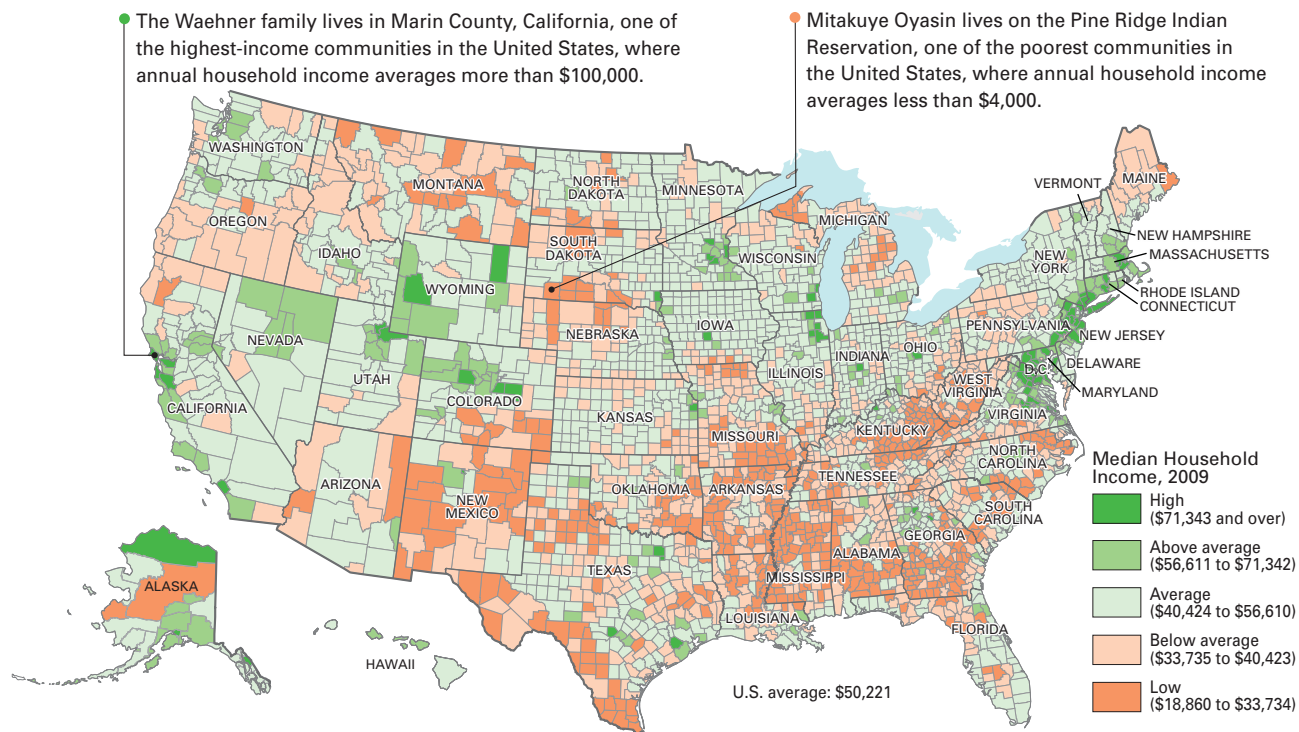 The Waehner family lives in Marin County, California, one of
the highest-income communities in the United States, where
annual household income averages more than $100,000.
Mitakuye Oyasin lives on the Pine Ridge Indian
Reservation, one of the poorest communities in
the United States, where annual household income
averages less than $4,000.
WASHINGTON
OREGON
IDAHO
MONTANA
NORTH
DAKOTA
MINNESOTA
SOUTH
DAKOTA
WYOMING
NEBRASKA
NEVADA
UTAH
COLORADO
CALIFORNIA
ARIZONA
NEW
MEXICO
KANSAS
OKLAHOMA
TEXAS
IOWA
WISCONSIN
MICHIGAN
ILLINOIS
INDIANA
OHIO
MISSOURI
KENTUCKY
TENNESSEE
ARKANSAS
MISSISSIPPI
ALABAMA
LOUISIANA
GEORGIA
FLORIDA
SOUTH
CAROLINA
NORTH
CAROLINA
VIRGINIA
WEST
VIRGINIA
D.C.
PENNSYLVANIA
NEW
YORK
VERMONT
MAINE
NEW HAMPSHIRE
MASSACHUSETTS
RHODE ISLAND
CONNECTICUT
NEW JERSEY
DELAWARE
MARYLAND
ALASKA
HAWAII
U.S. average: $50,221
Median Household
Income, 2009
High
($71,343 and over)
Above average
($56,611 to $71,342)
Average
($40,424 to $56,610)
Below average
($33,735 to $40,423)
Low
($18,860 to $33,734)